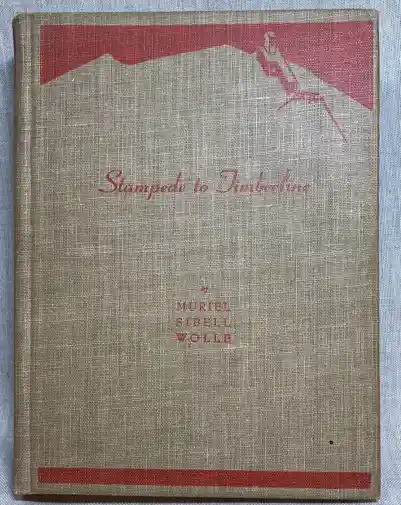 Stampede to Timberline
by
MURIEL
SIBELL
WOLLE